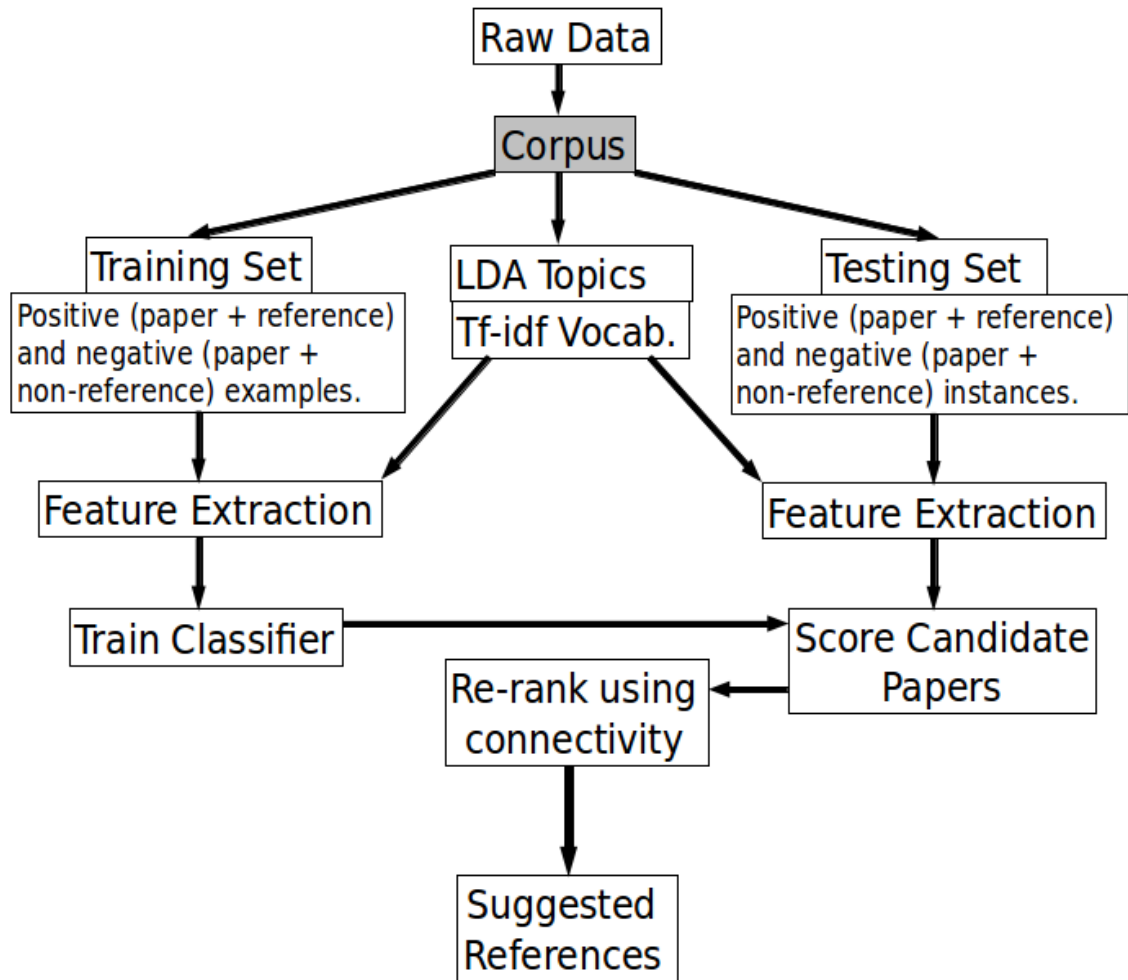 Raw Data
Corpus
Training Set
Positive (paper + reference)
and negative (paper +
non-reference) examples.
LDA Topics
Tf-idf Vocab.
Testing Set
Positive (paper + reference)
and negative (paper +
non-reference) instances.
Feature Extraction
Feature Extraction
Train Classifier
Score Candidate
Papers
Re-rank using
connectivity
Suggested
References